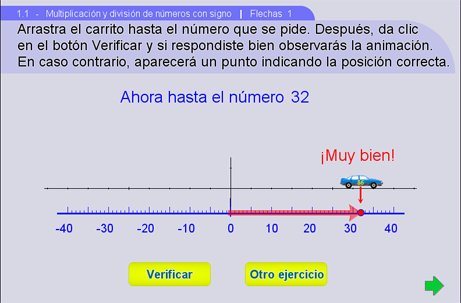 1.1 - Multiplicación y división de números con signo | Flechas 1
Arrastra el carrito hasta el número que se pide. Después, da clic
en el botón Verificar y si respondiste bien observarás la animación.
En caso contrario, aparecerá un punto indicando la posición correcta.
Ahora hasta el número 32
¡Muy bien!
-40 -30 -20 -10 0 10 20 30 40
Verificar Otro ejercicio